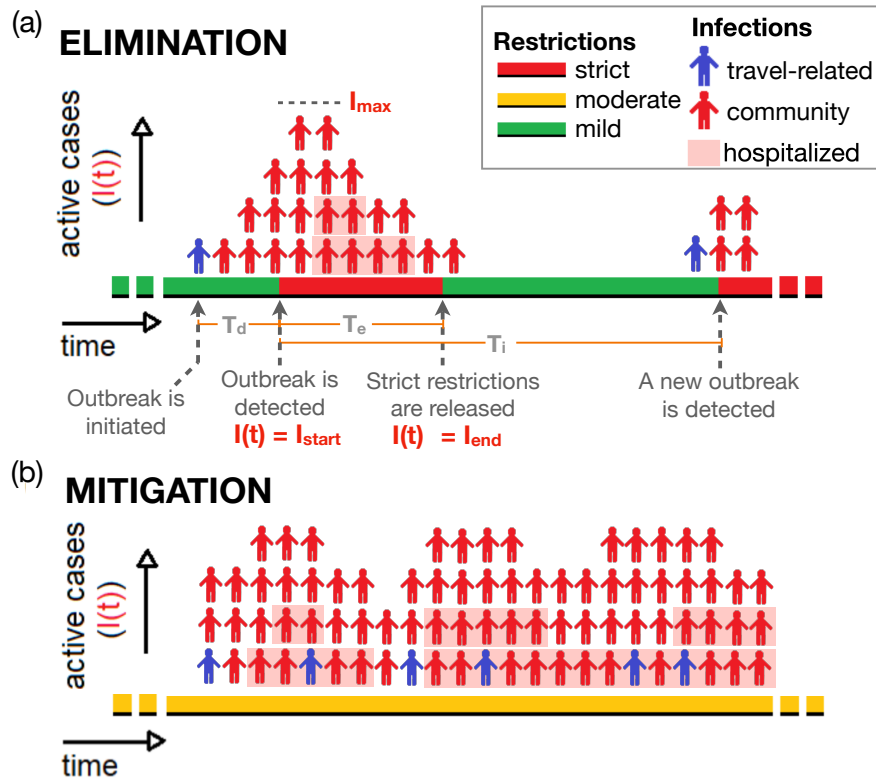 (a)
ELIMINATION
Restrictions
strict
moderate
mild
Infections
travel-related
community
hospitalized
active cases
(I(t))
Imax
Td
Te
Ti
time
Outbreak is
initiated
Outbreak is
detected
I(t) = Istart
Strict restrictions
are released
I(t) = Iend
A new outbreak
is detected
(b)
MITIGATION
active cases
(I(t))
time